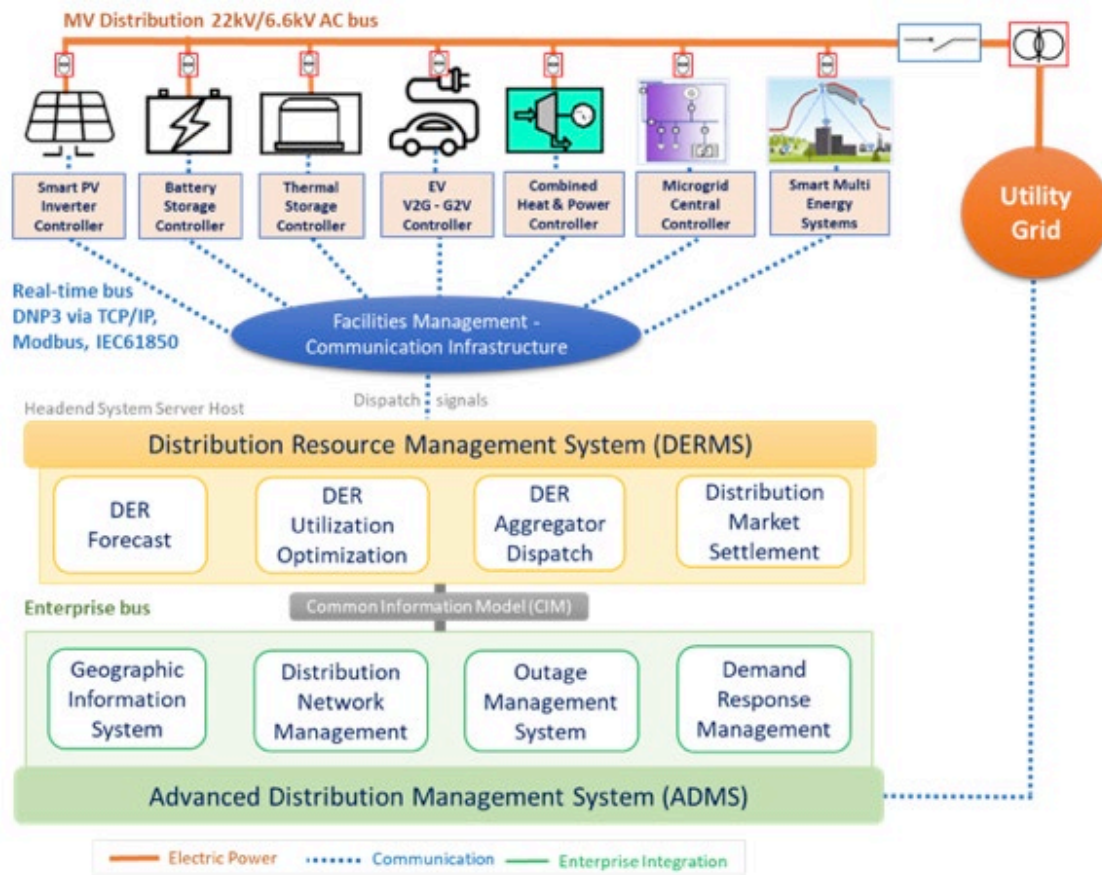 MV Distribution 22kV/6.6kV AC bus
Smart PV
Inverter
Controller
Battery
Storage
Controller
Thermal
Storage
Controller
EV
V2G - G2V
Controller
Combined
Heat & Power
Controller
Microgrid
Central
Controller
Smart Multi
Energy
Systems
Utility
Grid
Real-time bus
DNP3 via TCP/IP,
Modbus, IEC61850
Facilities Management -
Communication Infrastructure
Dispatch signals
Headend System Server Host
Distribution Resource Management System (DERMS)
DER
Forecast
DER
Utilization
Optimization
DER
Aggregator
Dispatch
Distribution
Market
Settlement
Common Information Model (CIM)
Enterprise bus
Geographic
Information
System
Distribution
Network
Management
Outage
Management
System
Demand
Response
Management
Advanced Distribution Management System (ADMS)
Electric Power
Communication
Enterprise Integration